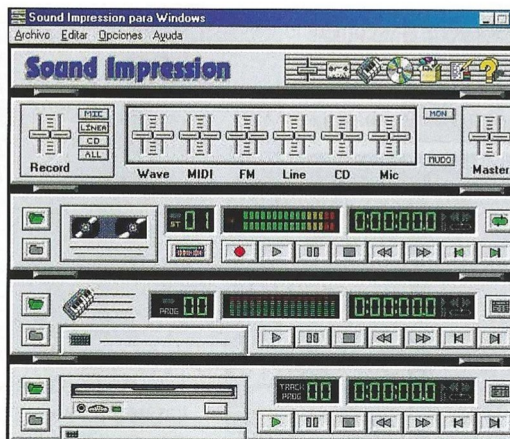 Sound Impression para Windows
Archivo Editar Opciones Ayuda
Sound Impression
MIC
LINEA
CD
ALL
Record
Wave MIDI FM Line CD Mic
MON
MUDO
Master
ST 01 0:00:00.0
PROG 00 0:00:00.0
TRACK
PROG 00 0:00:00.0